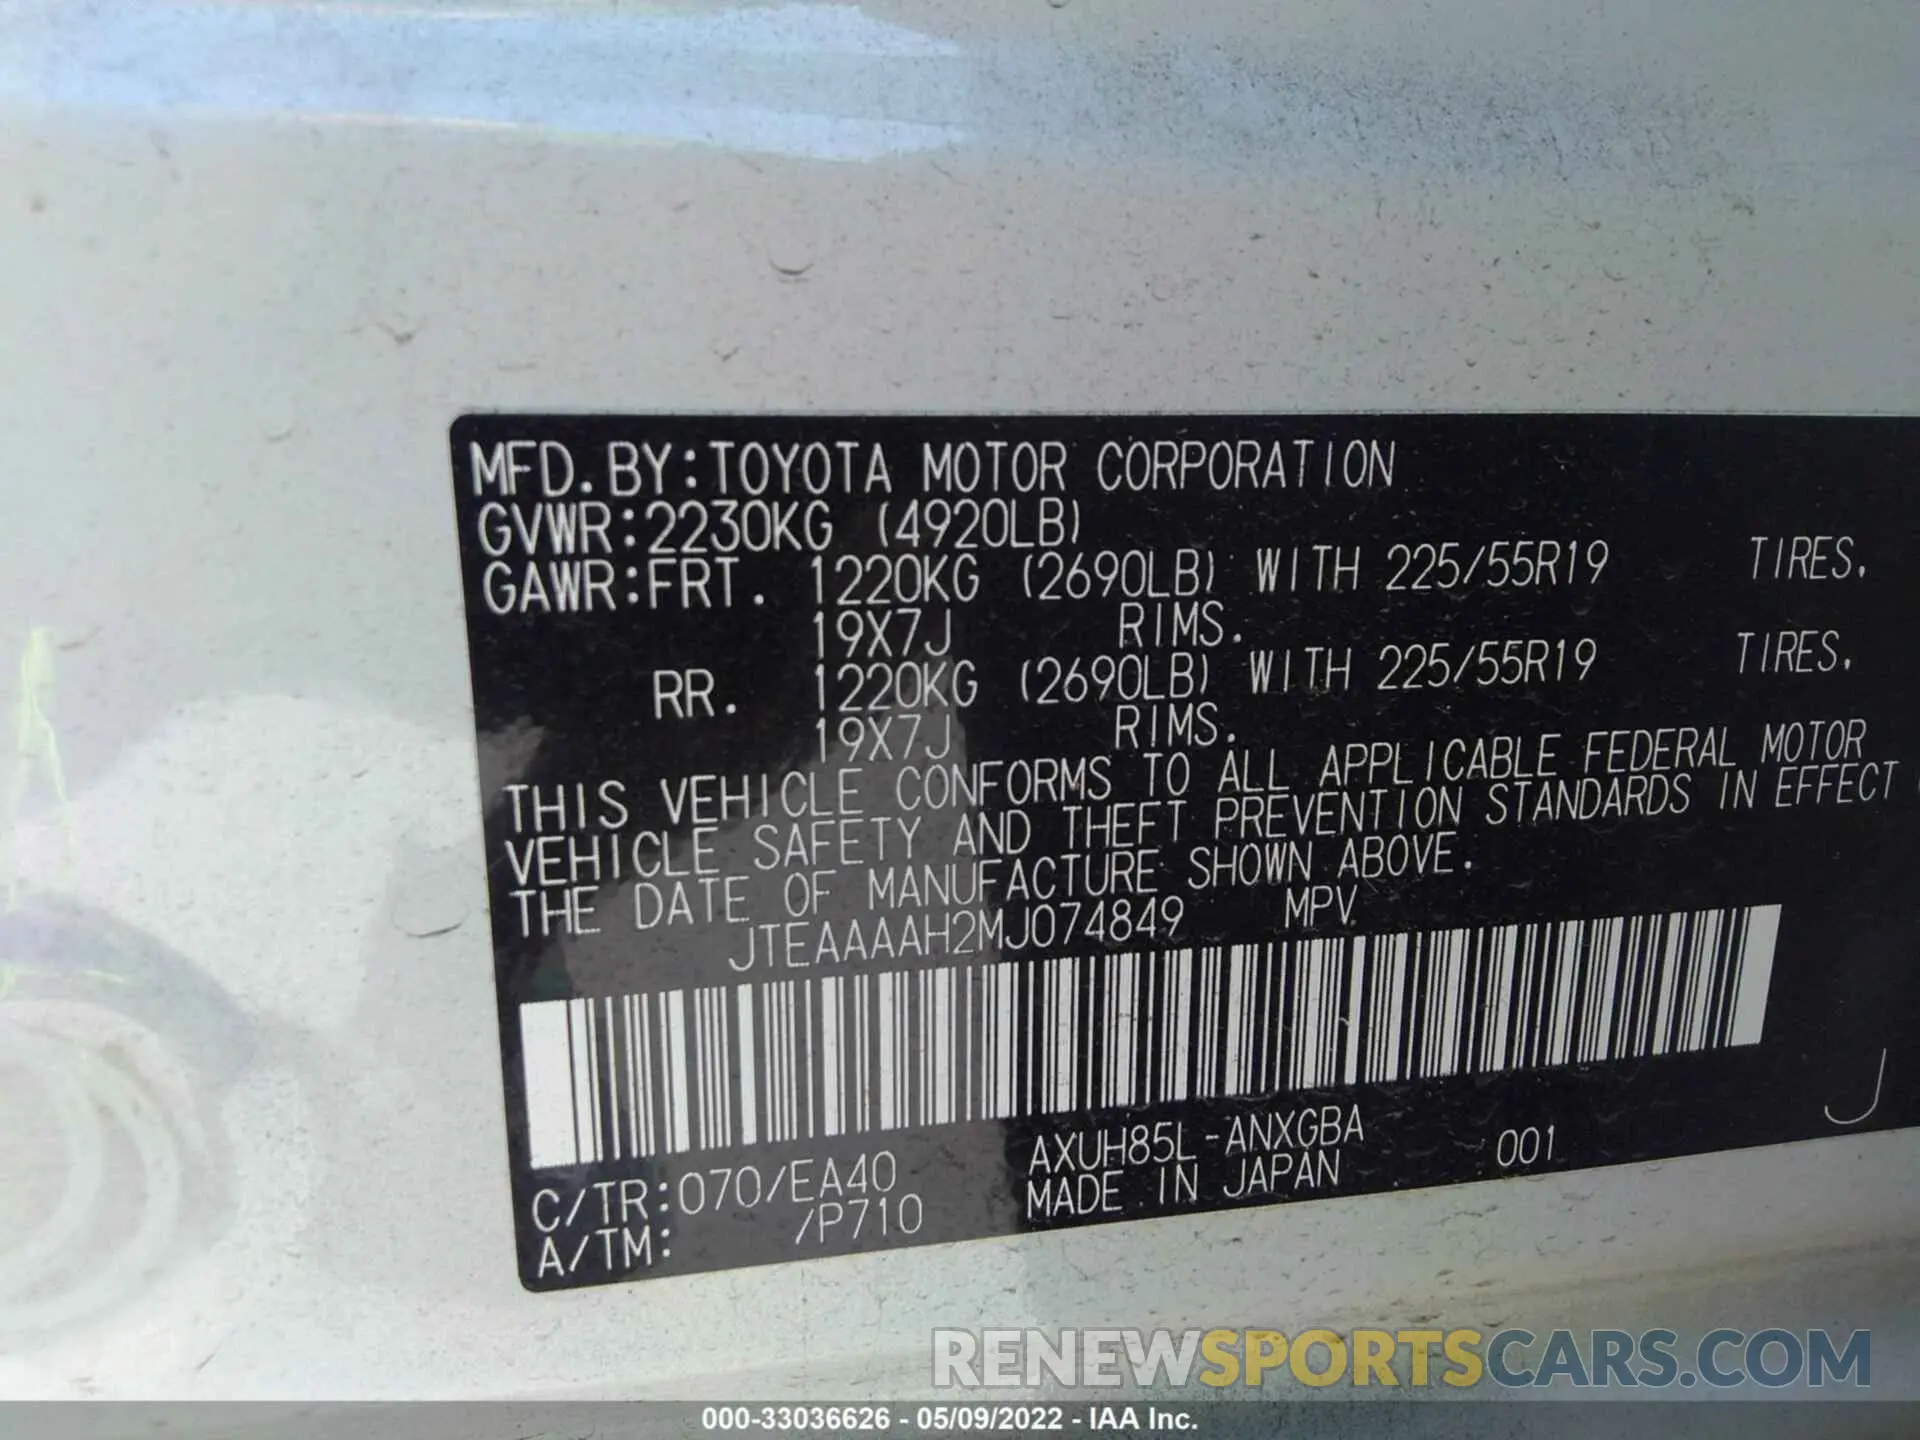 MFD.BY:TOYOTA MOTOR CORPORATION
GVWR:2230KG (4920LB)
GAWR:FRT. 1220KG (2690LB) WITH 225/55R19 TIRES.
19X7J RIMS.
RR. 1220KG (2690LB) WITH 225/55R19 TIRES.
19X7J RIMS.
THIS VEHICLE CONFORMS TO ALL APPLICABLE FEDERAL MOTOR
VEHICLE SAFETY AND THEFT PREVENTION STANDARDS IN EFFECT
THE DATE OF MANUFACTURE SHOWN ABOVE.
JTEAAAAH2MJ074849 MPV
C/TR:070/EA40 AXUH85L-ANXGBA 001 J
A/TM: /P710 MADE IN JAPAN
RENEWSPORTSCARS.COM
000-33036626 - 05/09/2022 - IAA Inc.